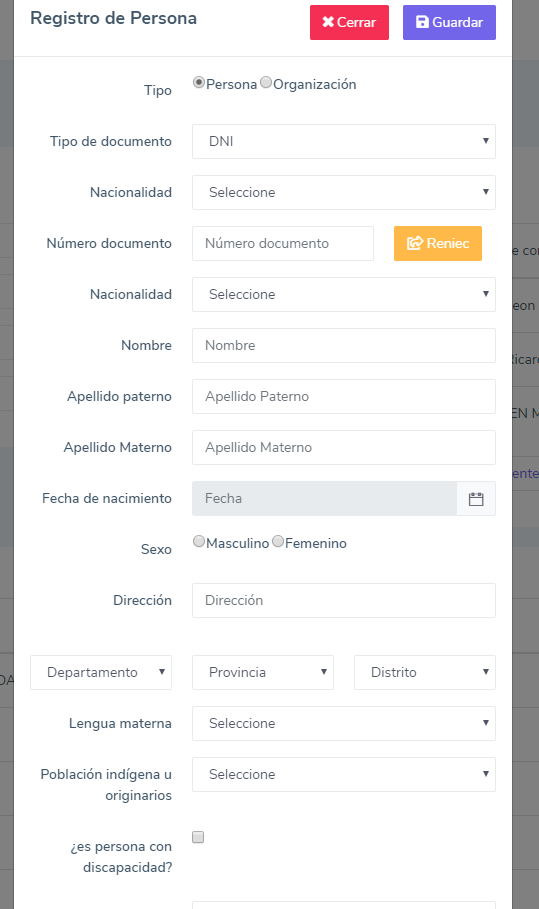 Registro de Persona
Cerrar
Guardar
Tipo
Persona Organización
Tipo de documento
DNI
Nacionalidad
Seleccione
Número documento
Número documento
Reniec
Nacionalidad
Seleccione
Nombre
Nombre
Apellido paterno
Apellido Paterno
Apellido Materno
Apellido Materno
Fecha de nacimiento
Fecha
Sexo
Masculino Femenino
Dirección
Dirección
Departamento
Provincia
Distrito
Lengua materna
Seleccione
Población indígena u
originarios
Seleccione
¿es persona con
discapacidad?